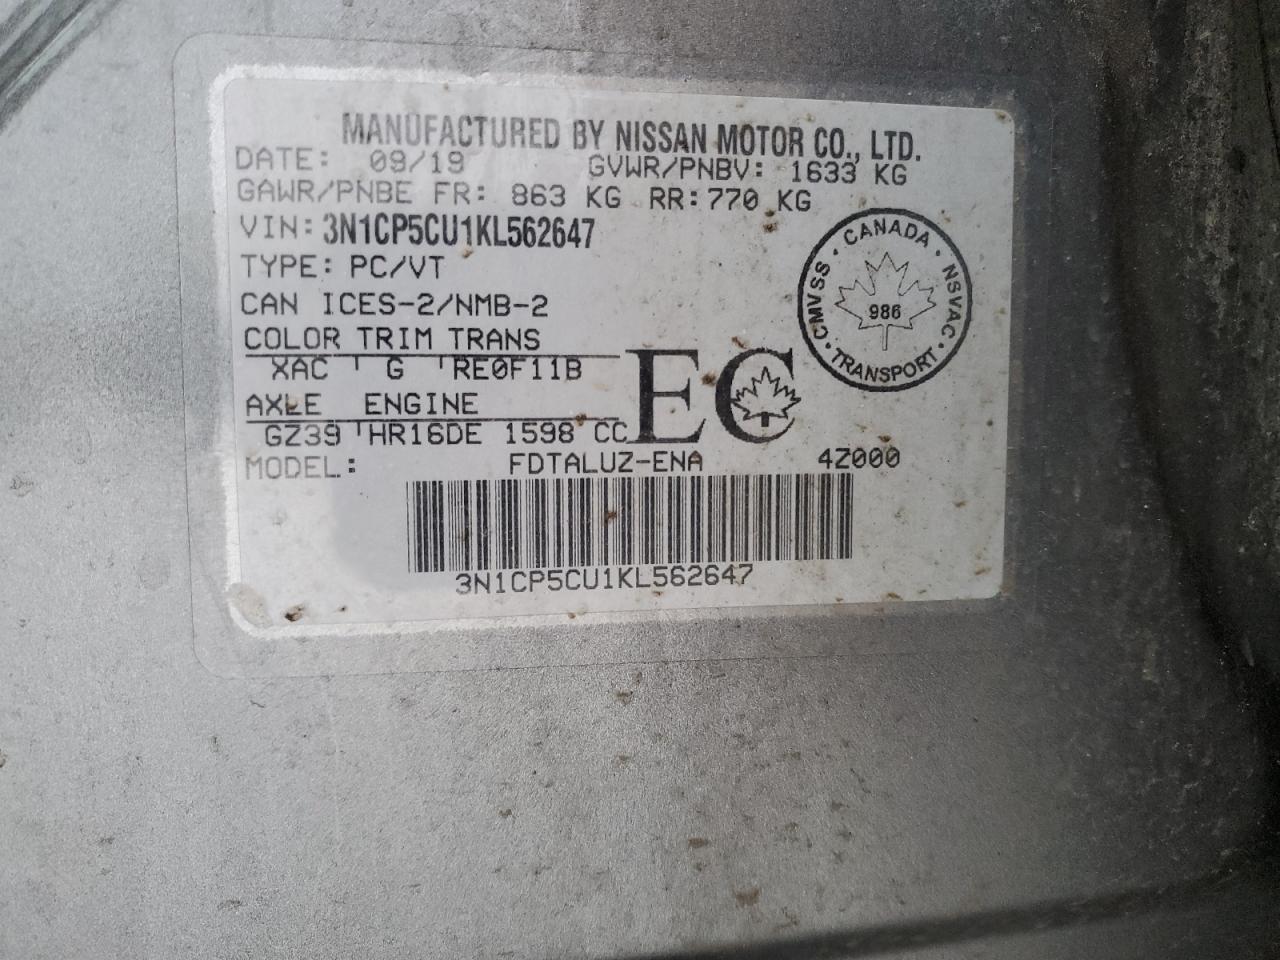 MANUFACTURED BY NISSAN MOTOR CO., LTD.
DATE: 09/19 GVWR/PNBV: 1633 KG
GAWR/PNBE FR: 863 KG RR: 770 KG
VIN: 3N1CP5CU1KL562647
TYPE: PC/VT
CAN ICES-2/NMB-2
COLOR TRIM TRANS
XAC G RE0F11B
AXLE ENGINE
GZ39 HR16DE 1598 CC
MODEL: FDTALUZ-ENA 4Z000
3N1CP5CU1KL562647
EC
CMVSS · CANADA · NSVAC · TRANSPORT ·
986